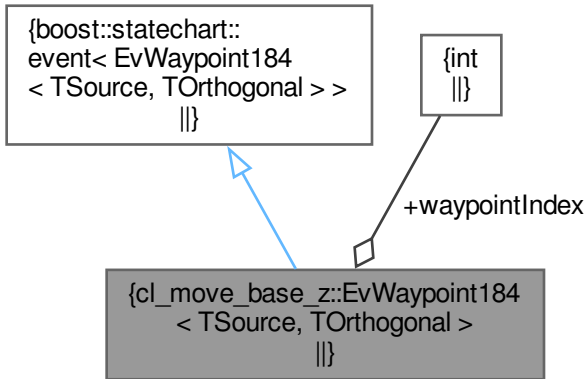 {boost::statechart::
event< EvWaypoint184
< TSource, TOrthogonal > >
||}
{int
||}
+waypointIndex
{cl_move_base_z::EvWaypoint184
< TSource, TOrthogonal >
||}